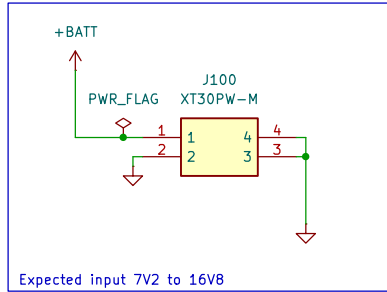 +BATT
J100
PWR_FLAG XT30PW-M
1 1 4 4
2 2 3 3
Expected input 7V2 to 16V8